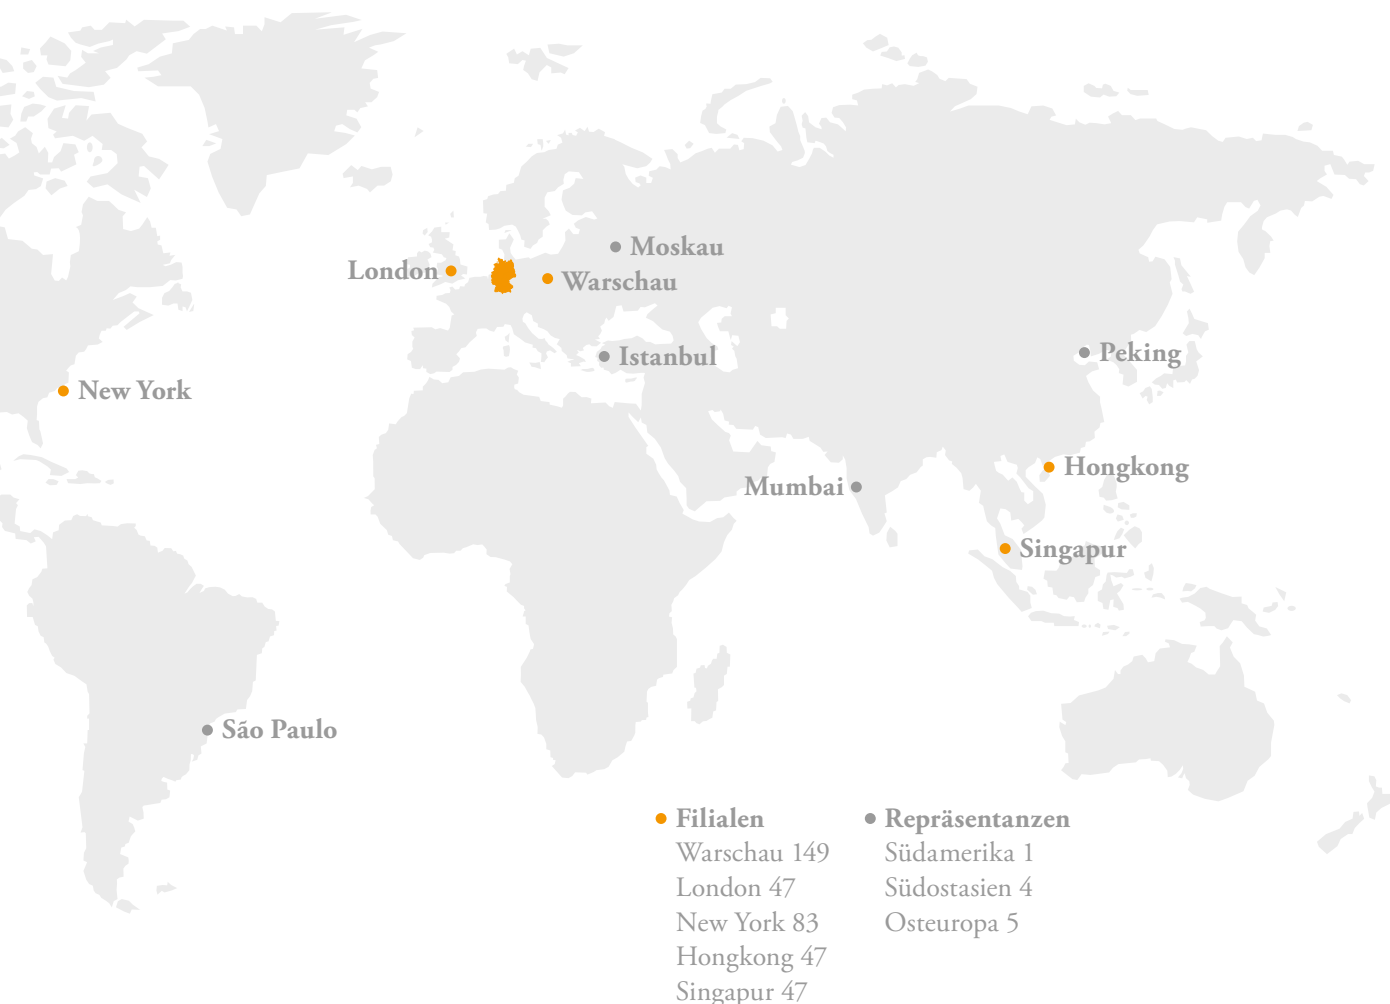 Moskau
London
Warschau
Istanbul
Peking
New York
Hongkong
Mumbai
Singapur
São Paulo
Filialen
Warschau 149
London 47
New York 83
Hongkong 47
Singapur 47
Repräsentanzen
Südamerika 1
Südostasien 4
Osteuropa 5